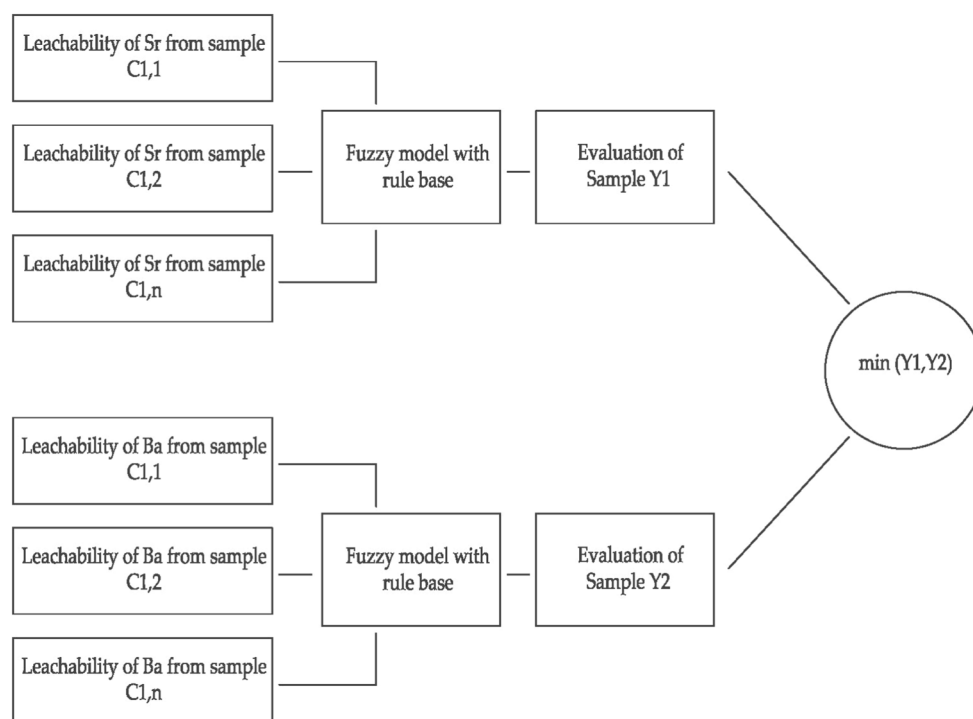 Leachability of Sr from sample
C1,1
Leachability of Sr from sample
C1,2
Leachability of Sr from sample
C1,n
Fuzzy model with
rule base
Evaluation of
Sample Y1
min (Y1,Y2)
Leachability of Ba from sample
C1,1
Leachability of Ba from sample
C1,2
Leachability of Ba from sample
C1,n
Fuzzy model with
rule base
Evaluation of
Sample Y2